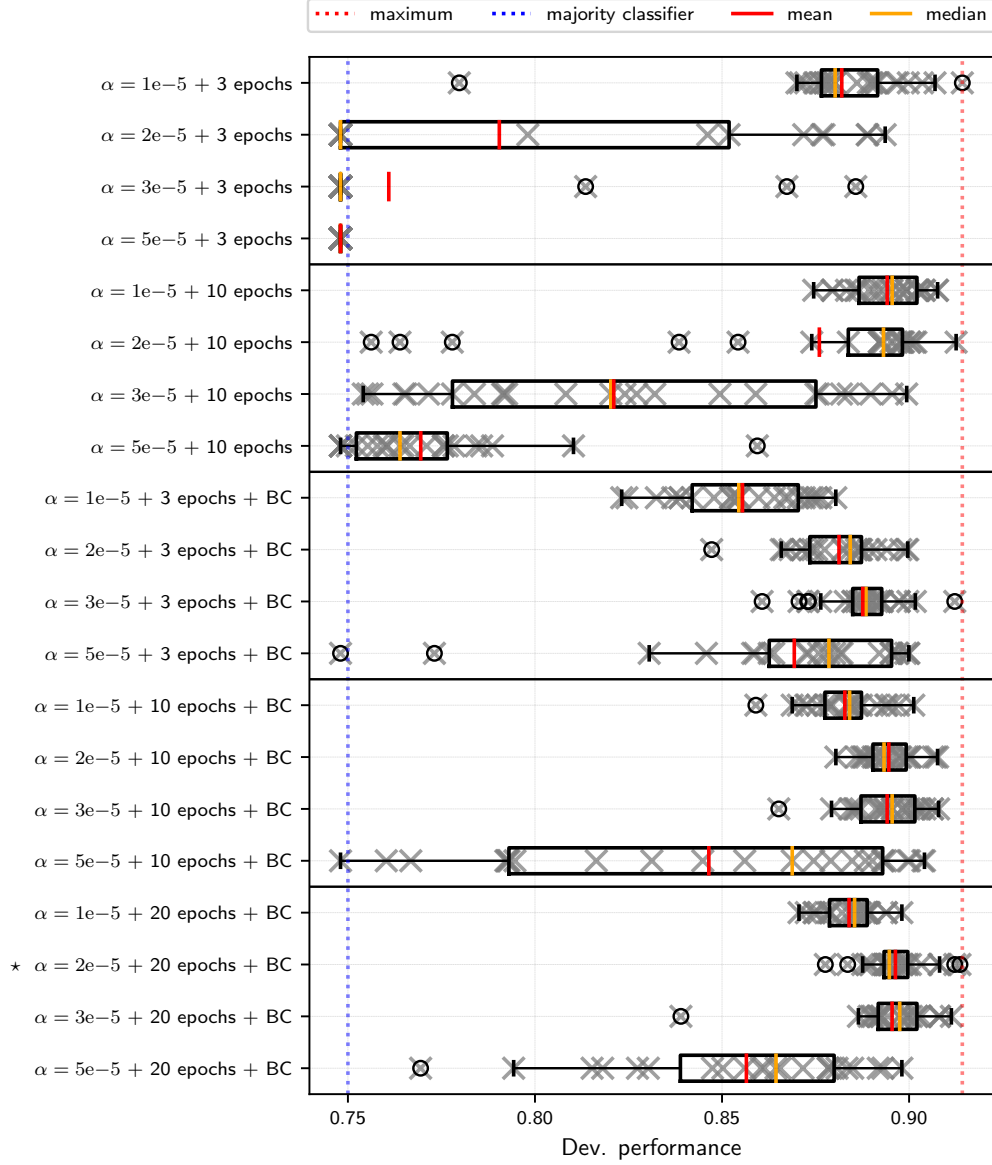 maximum majority classifier mean median
α = 1e−5 + 3 epochs
α = 2e−5 + 3 epochs
α = 3e−5 + 3 epochs
α = 5e−5 + 3 epochs
α = 1e−5 + 10 epochs
α = 2e−5 + 10 epochs
α = 3e−5 + 10 epochs
α = 5e−5 + 10 epochs
α = 1e−5 + 3 epochs + BC
α = 2e−5 + 3 epochs + BC
α = 3e−5 + 3 epochs + BC
α = 5e−5 + 3 epochs + BC
α = 1e−5 + 10 epochs + BC
α = 2e−5 + 10 epochs + BC
α = 3e−5 + 10 epochs + BC
α = 5e−5 + 10 epochs + BC
α = 1e−5 + 20 epochs + BC
⋆ α = 2e−5 + 20 epochs + BC
α = 3e−5 + 20 epochs + BC
α = 5e−5 + 20 epochs + BC
0.75 0.80 0.85 0.90
Dev. performance